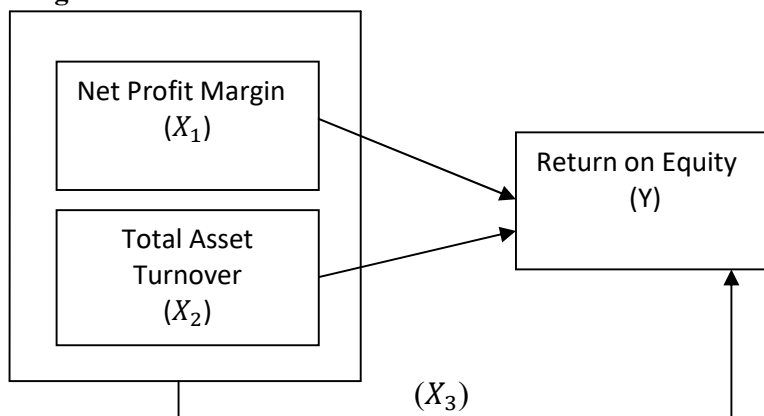 Net Profit Margin
(X₁)
Return on Equity
(Y)
Total Asset
Turnover
(X₂)
(X₃)